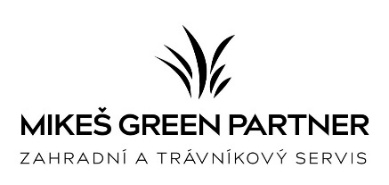 MIKEŠ GREEN PARTNER
ZAHRADNÍ A TRÁVNÍKOVÝ SERVIS